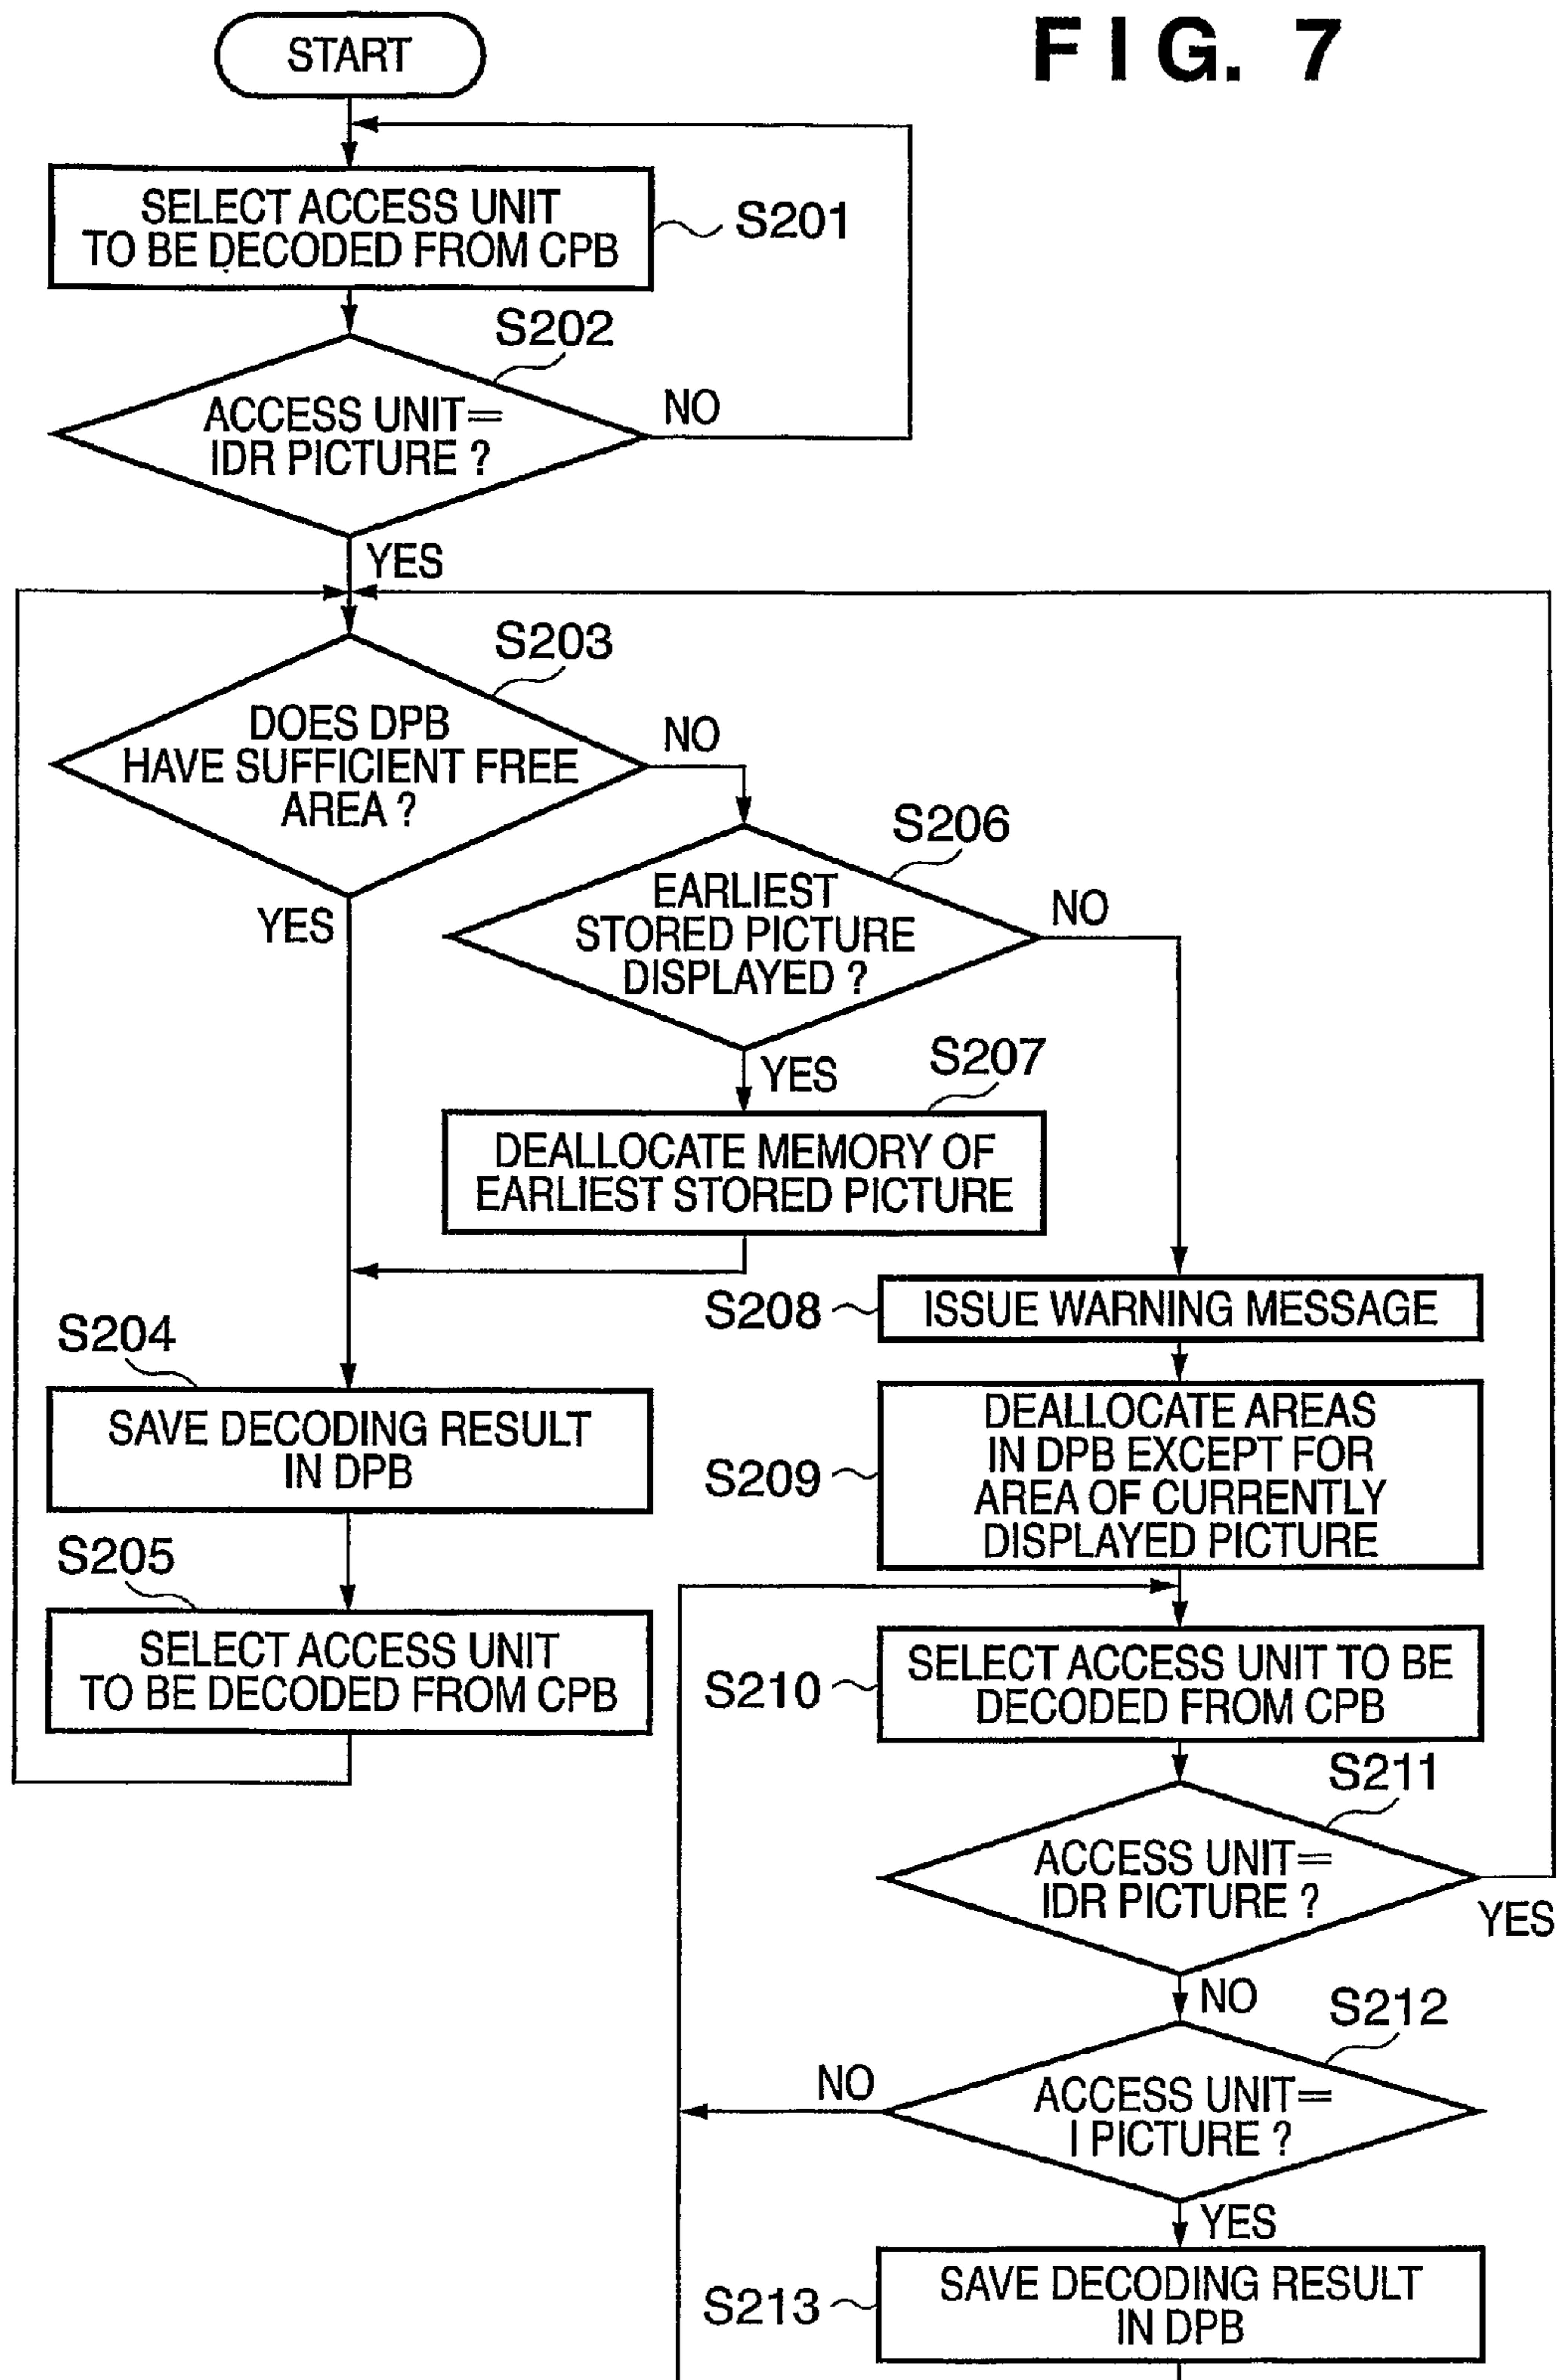 FIG. 7
START
SELECT ACCESS UNIT
TO BE DECODED FROM CPB
S201
S202
ACCESS UNIT=
IDR PICTURE ?
NO
YES
S203
DOES DPB
HAVE SUFFICIENT FREE
AREA ?
NO
YES
S206
EARLIEST
STORED PICTURE
DISPLAYED ?
NO
YES
S207
DEALLOCATE MEMORY OF
EARLIEST STORED PICTURE
S208
ISSUE WARNING MESSAGE
S204
SAVE DECODING RESULT
IN DPB
S209
DEALLOCATE AREAS
IN DPB EXCEPT FOR
AREA OF CURRENTLY
DISPLAYED PICTURE
S205
SELECT ACCESS UNIT
TO BE DECODED FROM CPB
S210
SELECT ACCESS UNIT TO BE
DECODED FROM CPB
S211
ACCESS UNIT=
IDR PICTURE ?
YES
NO
S212
ACCESS UNIT=
I PICTURE ?
NO
YES
S213
SAVE DECODING RESULT
IN DPB